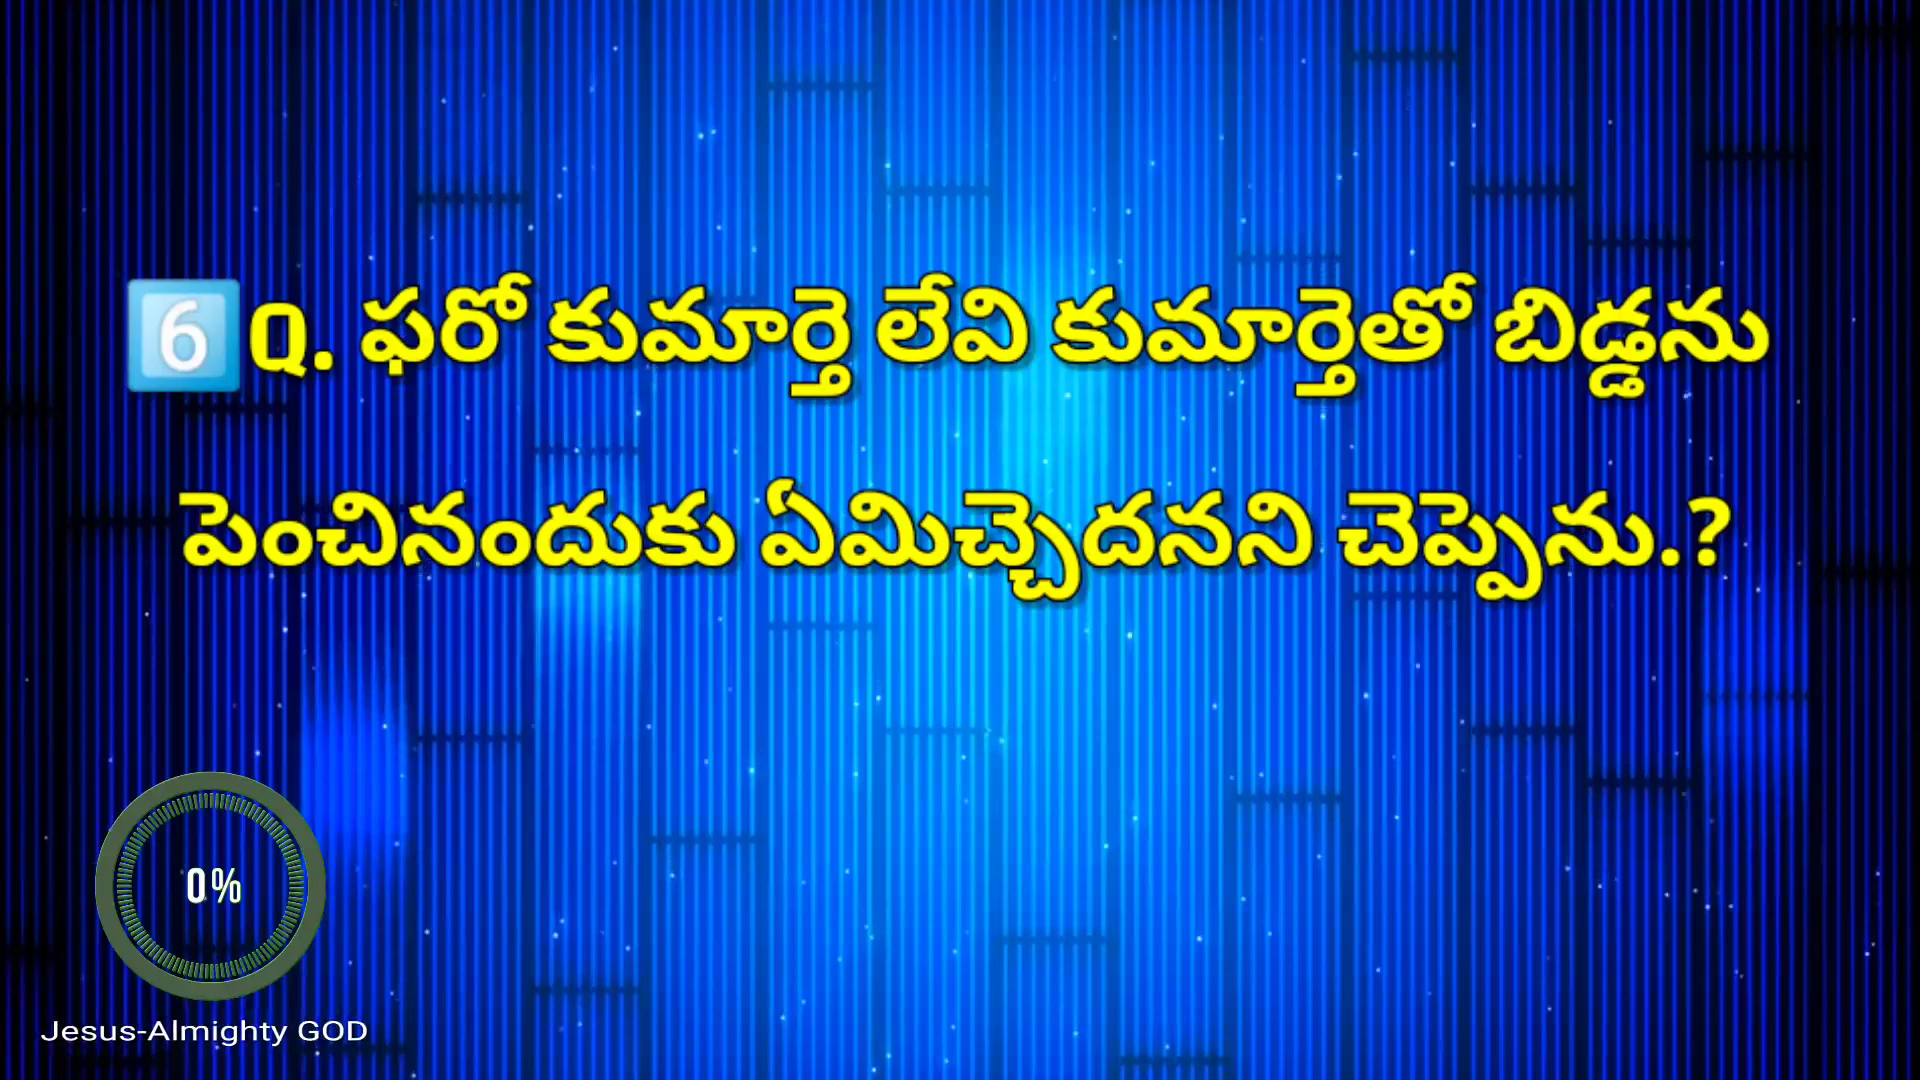 6️⃣Q. ఫరో కుమార్తె లేవి కుమార్తెతో బిడ్డను
పెంచినందుకు ఏమిచ్చెదనని చెప్పెను.?
0%
Jesus-Almighty GOD